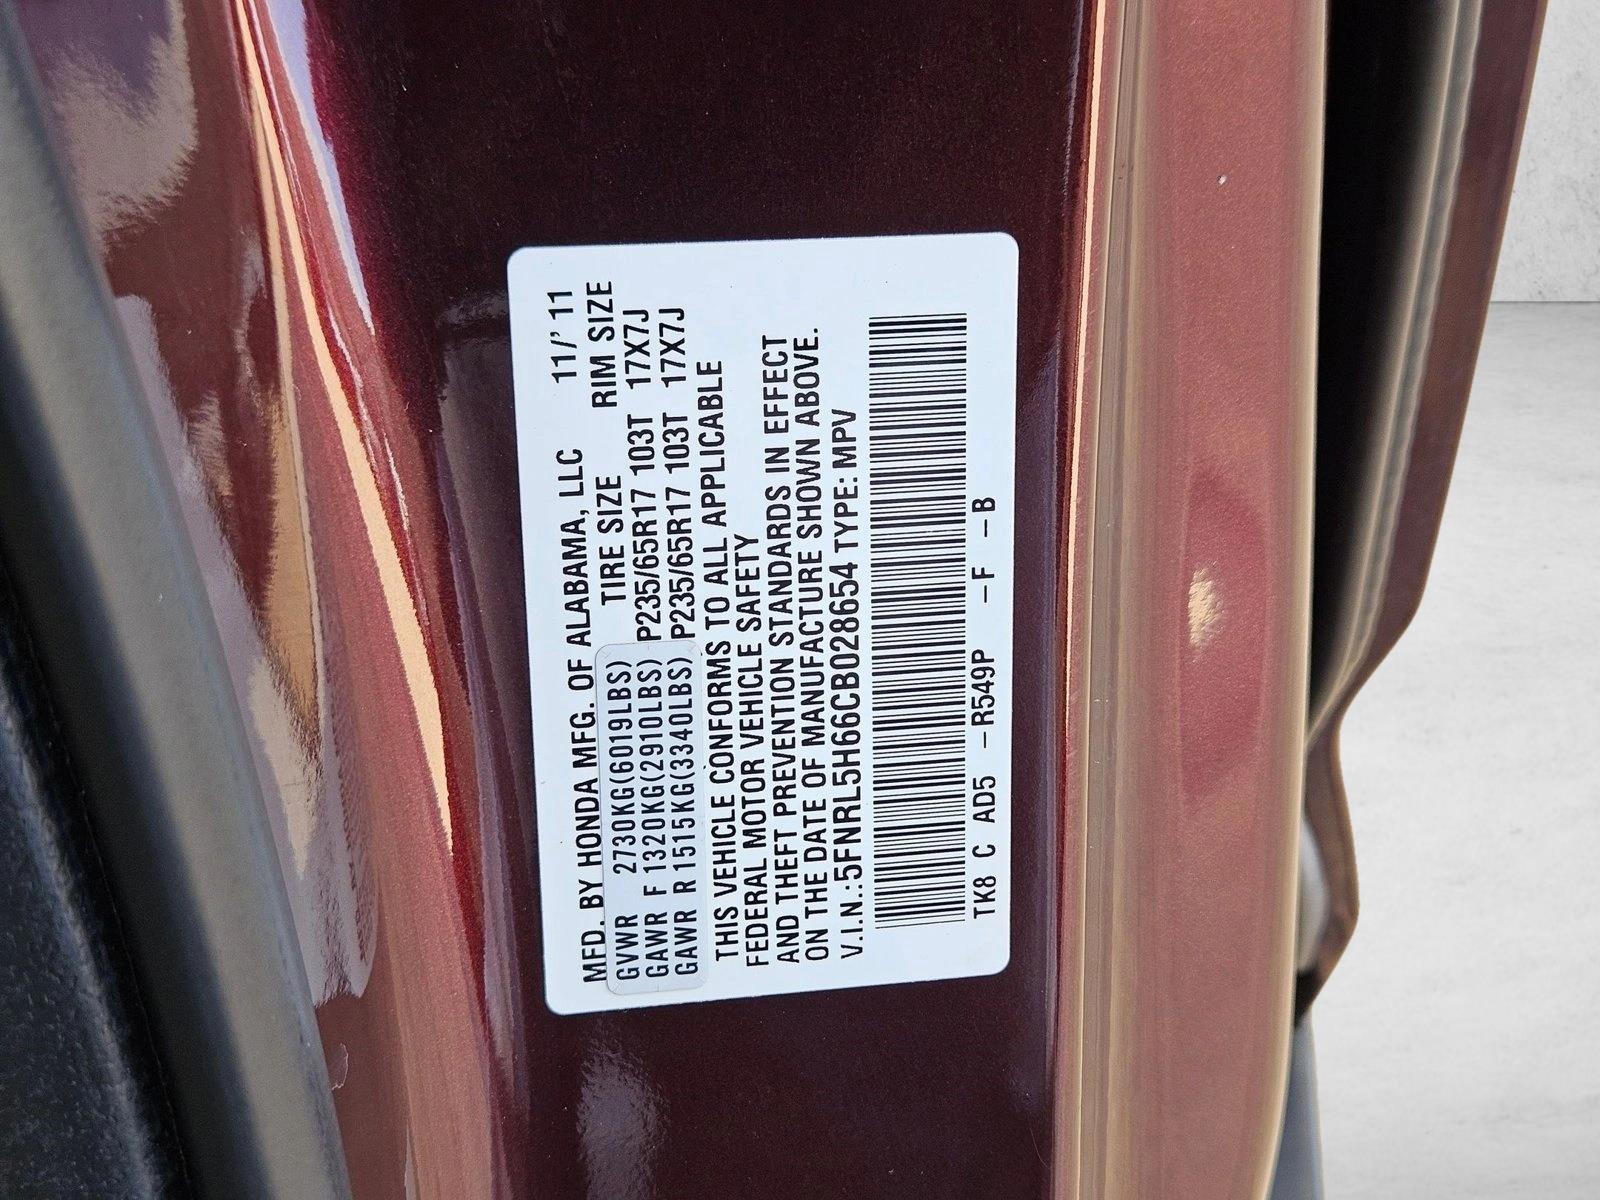 MFD. BY HONDA MFG. OF ALABAMA, LLC 11/' 11
TIRE SIZE RIM SIZE
GVWR 2730KG(6019LBS)
GAWR F 1320KG(2910LBS) P235/65R17 103T 17X7J
GAWR R 1515KG(3340LBS) P235/65R17 103T 17X7J
THIS VEHICLE CONFORMS TO ALL APPLICABLE
FEDERAL MOTOR VEHICLE SAFETY
AND THEFT PREVENTION STANDARDS IN EFFECT
ON THE DATE OF MANUFACTURE SHOWN ABOVE.
V.I.N.:5FNRL5H66CB028654 TYPE: MPV
TK8 C AD5 -R549P -F -B